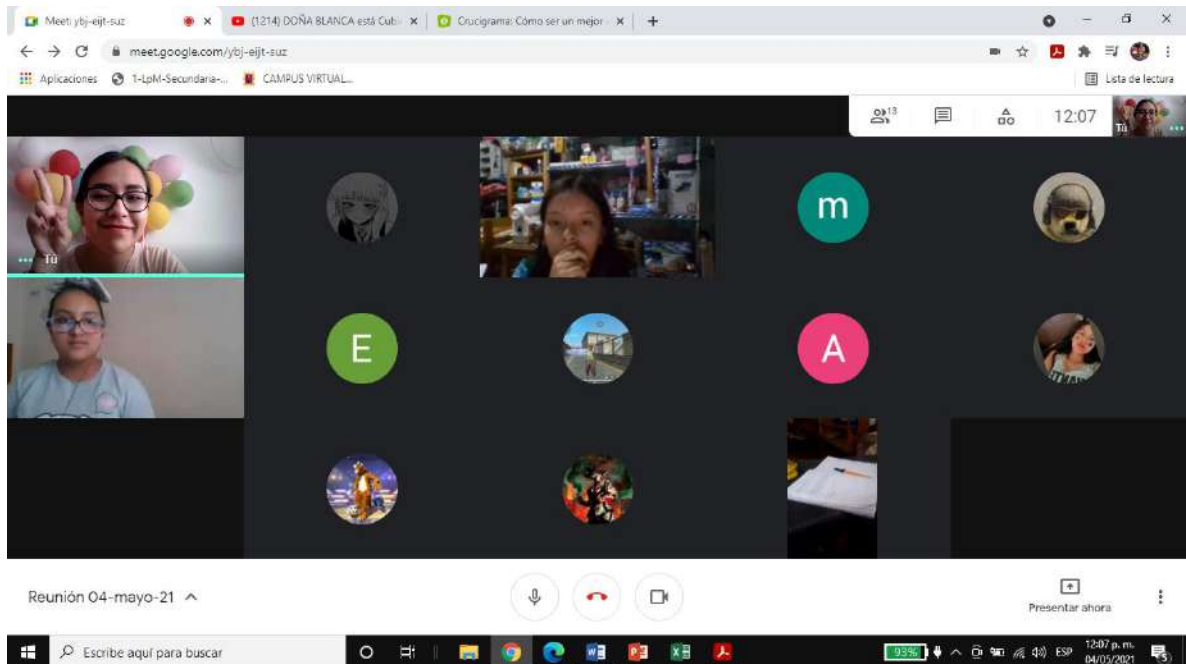 Meet: ybj-eijt-suz
(1214) DOÑA BLANCA está Cubi
Crucigrama: Cómo ser un mejor
meet.google.com/ybj-eijt-suz
Aplicaciones
1-LpM-Secundaria-...
CAMPUS VIRTUAL...
Lista de lectura
13
12:07
Tú
Tú
m
E
A
Reunión 04-mayo-21
Presentar ahora
Escribe aquí para buscar
93%
ESP
12:07 p. m.
04/05/2021
5